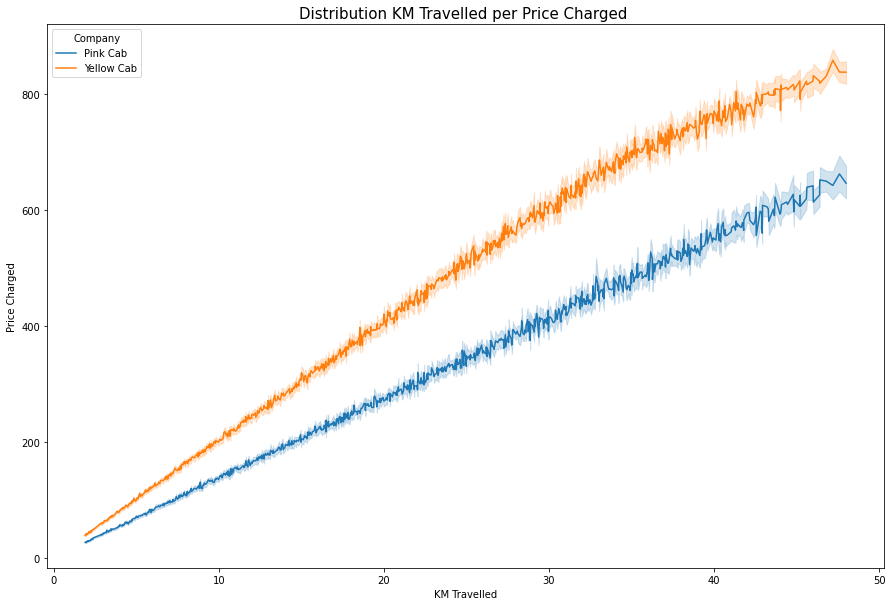 Distribution KM Travelled per Price Charged
Company
Pink Cab
Yellow Cab
800
600
400
200
0
Price Charged
0 10 20 30 40 50
KM Travelled